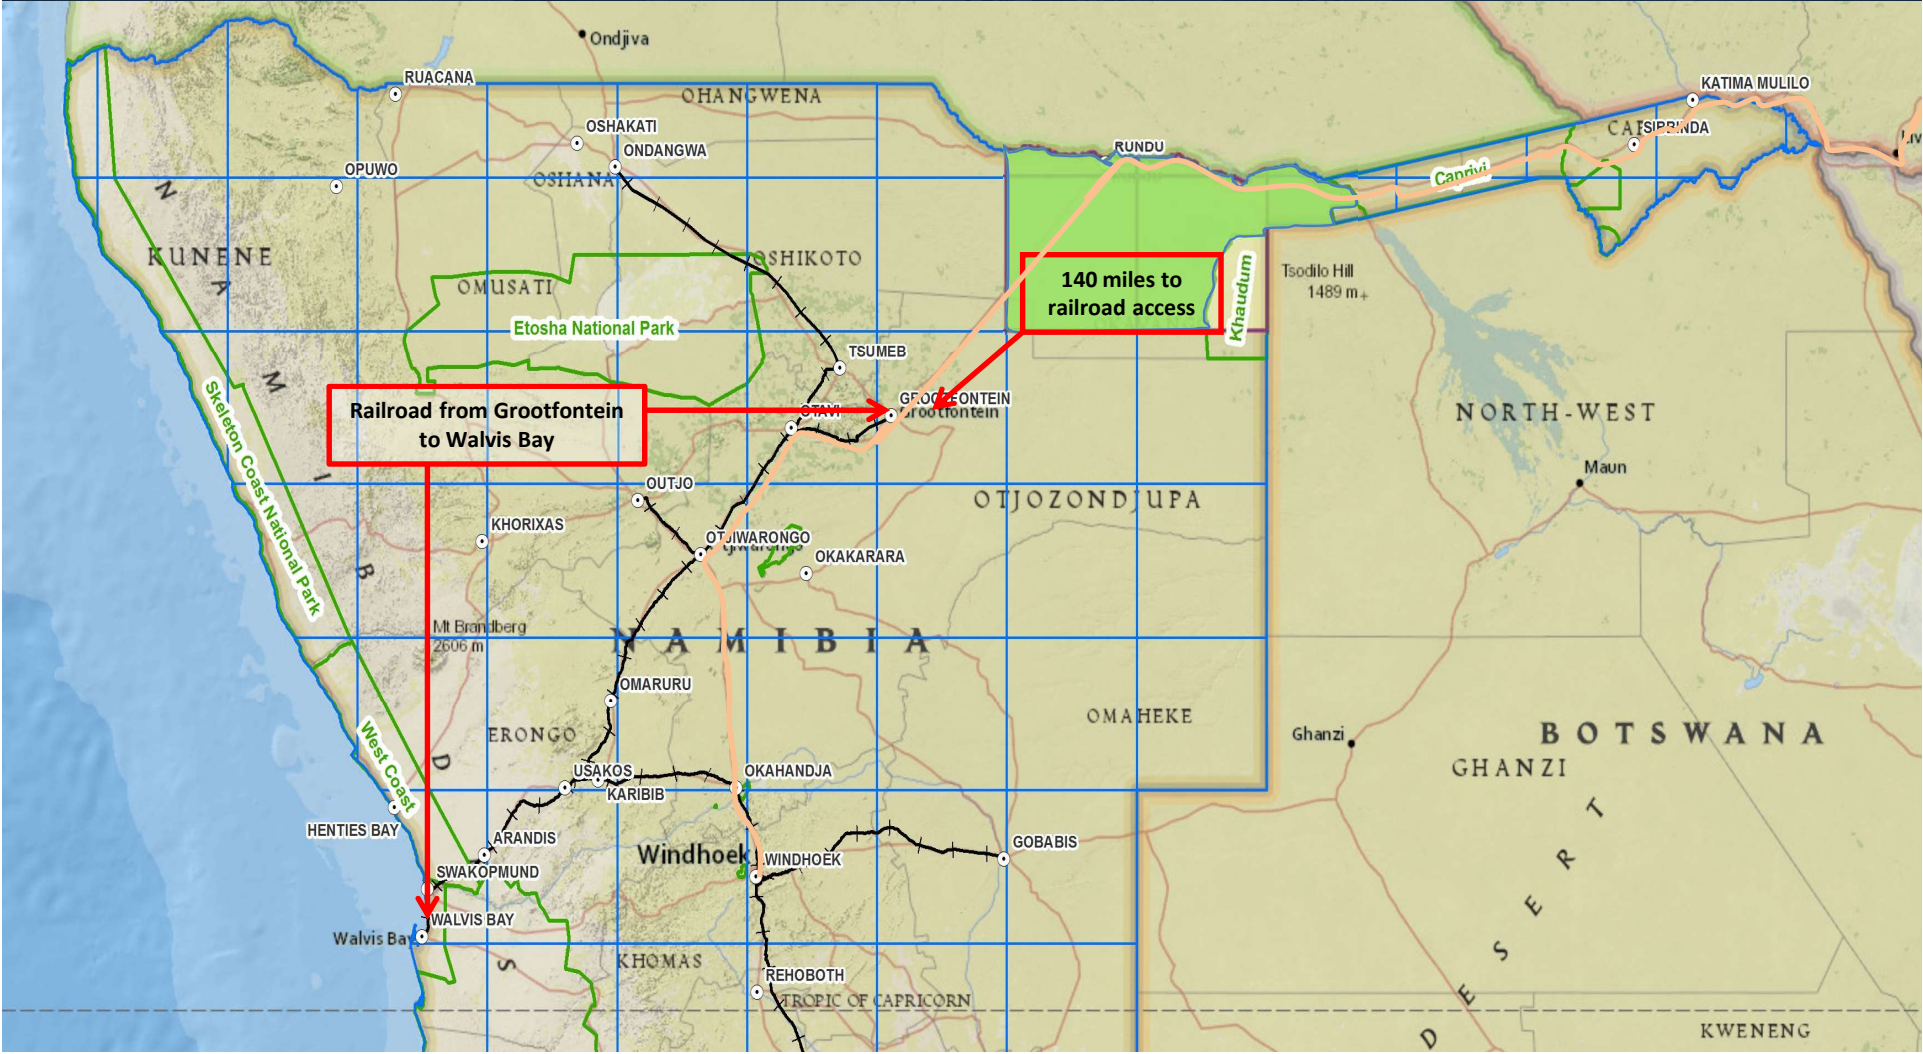 Ondjiva
RUACANA
KATIMA MULILO
OHANGWENA
OSHAKATI
SIBBINDA
RUNDU
ONDANGWA
OPUWO
OSHANA
Caprivi
N A M I B
KUNENE
OSHIKOTO
Tsodilo Hill
1489 m
140 miles to
railroad access
Khaudum
OMUSATI
Etosha National Park
TSUMEB
Skeleton Coast National Park
Railroad from Grootfontein
to Walvis Bay
OTAVI
GROOTFONTEIN
Grootfontein
NORTH-WEST
Maun
OUTJO
OTJOZONDJUPA
KHORIXAS
OTJIWARONGO
Otjiwarongo
OKAKARARA
Mt Brandberg
2606 m
NAMIBIA
OMARURU
OMAHEKE
ERONGO
Ghanzi
BOTSWANA
West Coast
D
GHANZI
USAKOS
OKAHANDJA
KARIBIB
HENTIES BAY
ARANDIS
Windhoek
WINDHOEK
GOBABIS
SWAKOPMUND
WALVIS BAY
Walvis Bay
S
KHOMAS
REHOBOTH
TROPIC OF CAPRICORN
DESERT
KWENENG